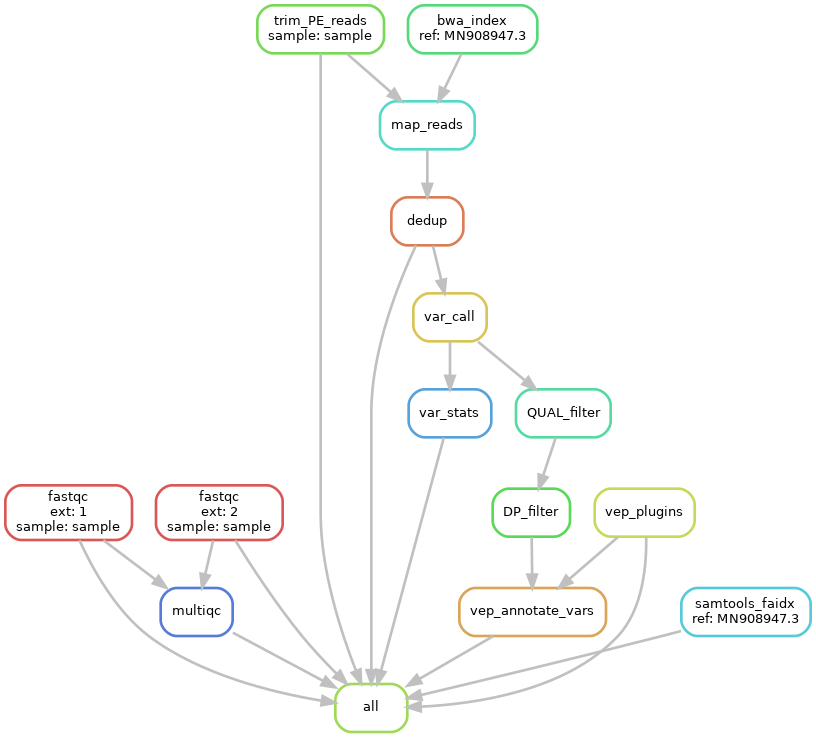 trim_PE_reads
sample: sample
bwa_index
ref: MN908947.3
map_reads
dedup
var_call
var_stats
QUAL_filter
fastqc
ext: 1
sample: sample
fastqc
ext: 2
sample: sample
DP_filter
vep_plugins
multiqc
vep_annotate_vars
samtools_faidx
ref: MN908947.3
all